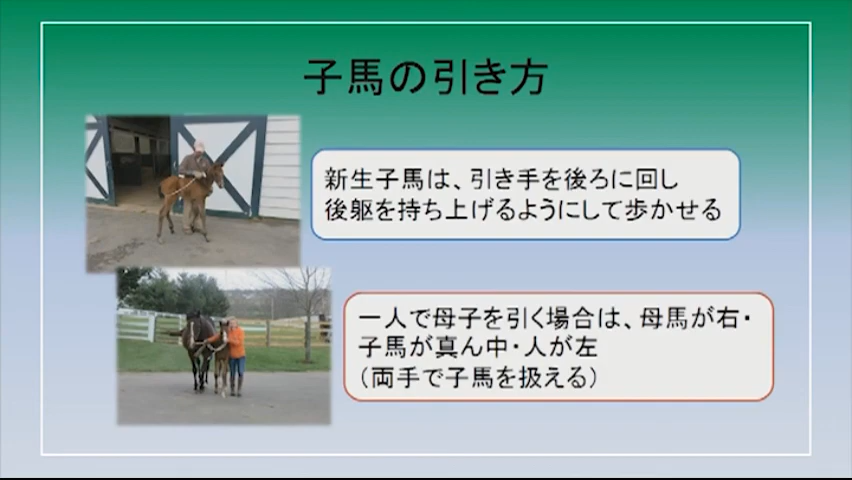 子馬の引き方
新生子馬は、引き手を後ろに回し
後躯を持ち上げるようにして歩かせる
一人で母子を引く場合は、母馬が右・
子馬が真ん中・人が左
（両手で子馬を扱える）